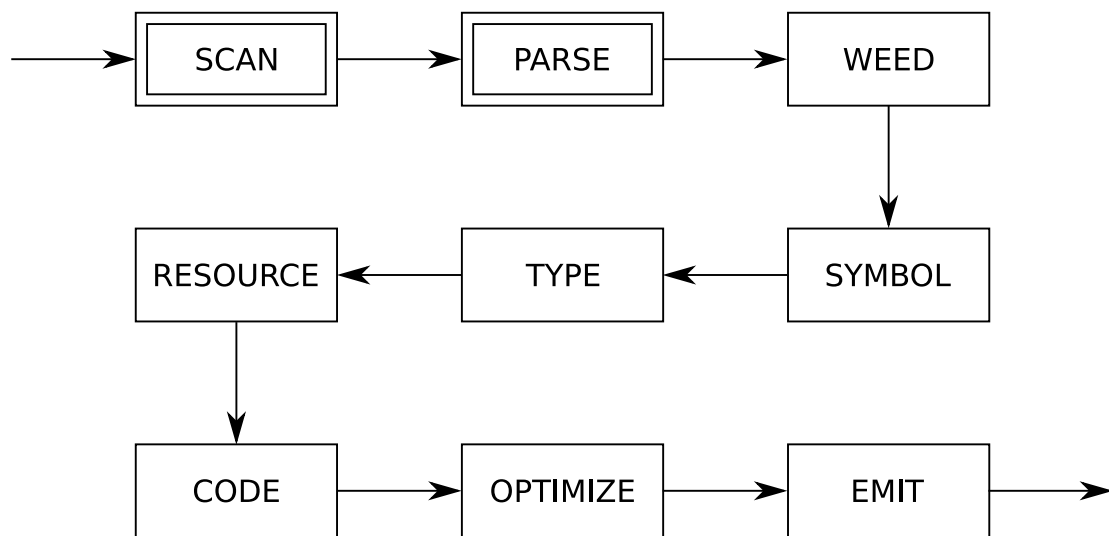 SCAN
PARSE
WEED
RESOURCE
TYPE
SYMBOL
CODE
OPTIMIZE
EMIT